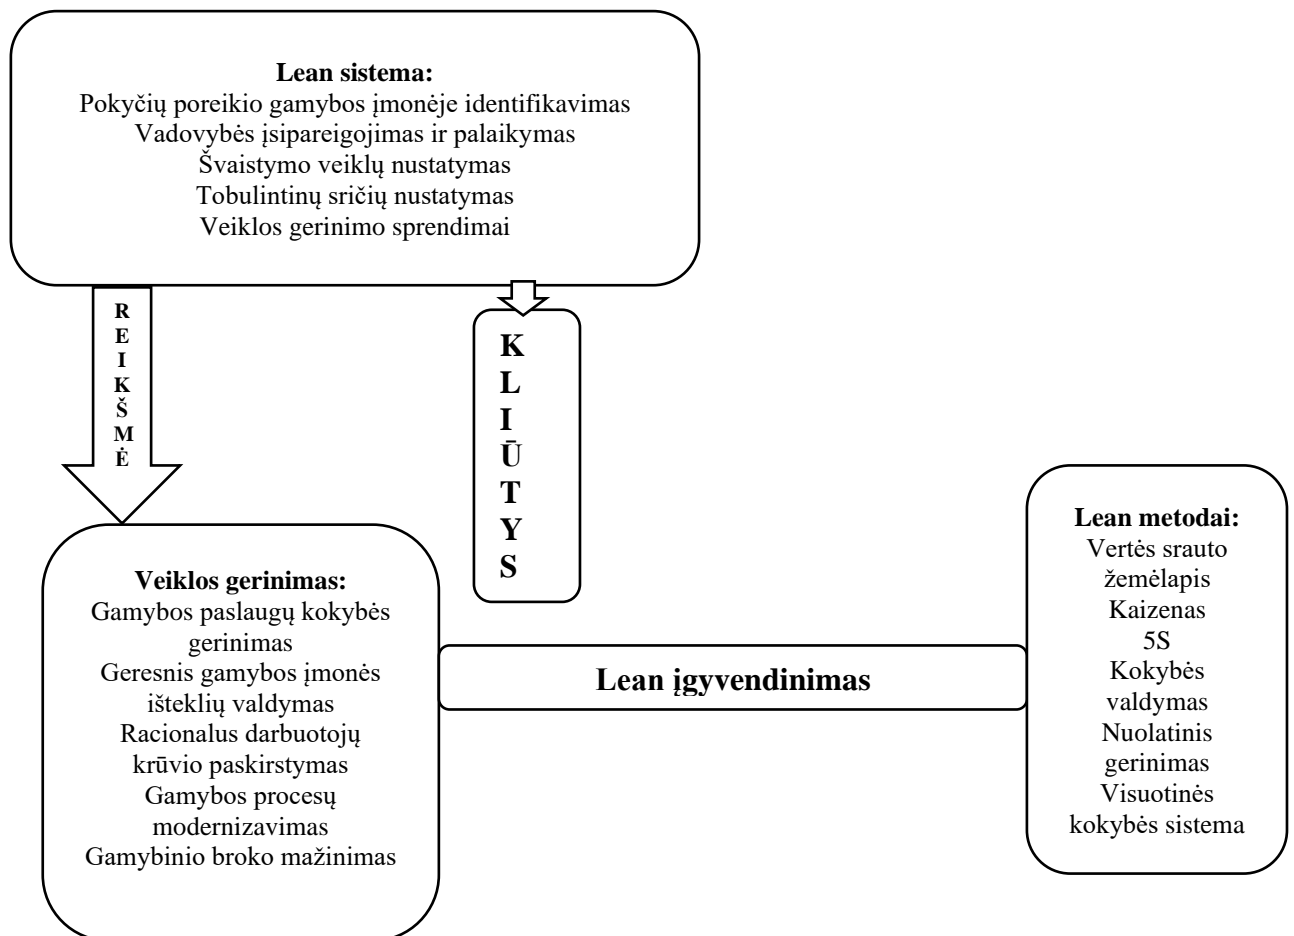 Lean sistema:
Pokyčių poreikio gamybos įmonėje identifikavimas
Vadovybės įsipareigojimas ir palaikymas
Švaistymo veiklų nustatymas
Tobulintinų sričių nustatymas
Veiklos gerinimo sprendimai
R
E
I
K
Š
M
Ė
K
L
I
Ū
T
Y
S
Veiklos gerinimas:
Gamybos paslaugų kokybės
gerinimas
Geresnis gamybos įmonės
išteklių valdymas
Racionalus darbuotojų
krūvio paskirstymas
Gamybos procesų
modernizavimas
Gamybinio broko mažinimas
Lean įgyvendinimas
Lean metodai:
Vertės srauto
žemėlapis
Kaizenas
5S
Kokybės
valdymas
Nuolatinis
gerinimas
Visuotinės
kokybės sistema